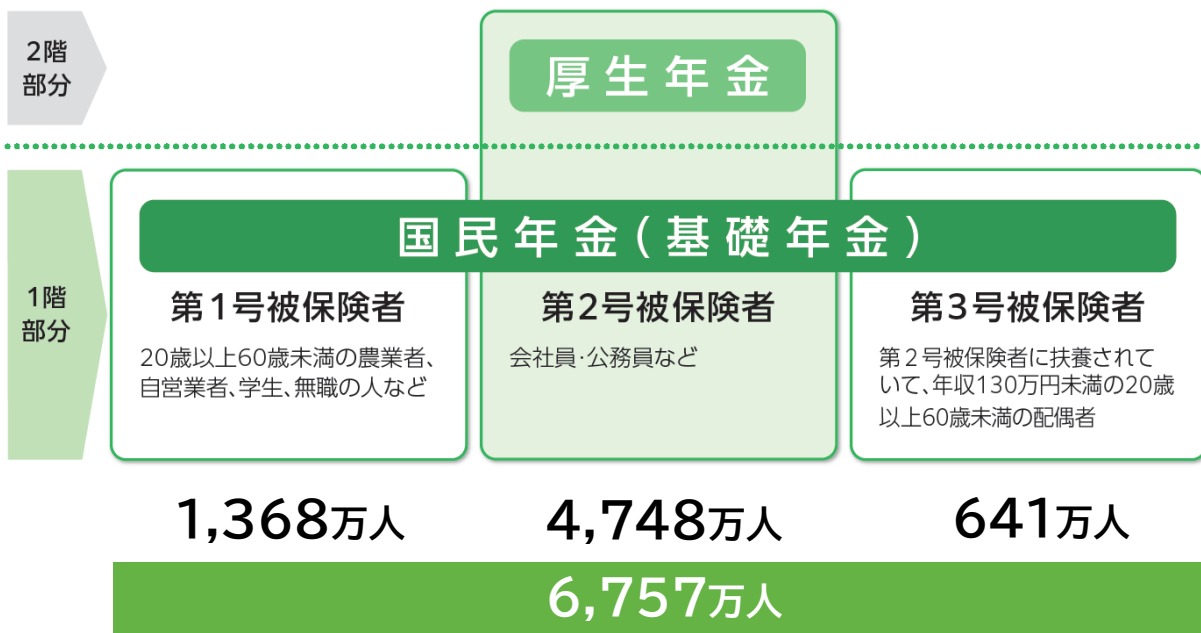 2階
部分
厚生年金
1階
部分
国民年金(基礎年金)
第1号被保険者
20歳以上60歳未満の農業者、
自営業者、学生、無職の人など
第2号被保険者
会社員・公務員など
第3号被保険者
第2号被保険者に扶養されて
いて、年収130万円未満の20歳
以上60歳未満の配偶者
1,368万人
4,748万人
641万人
6,757万人